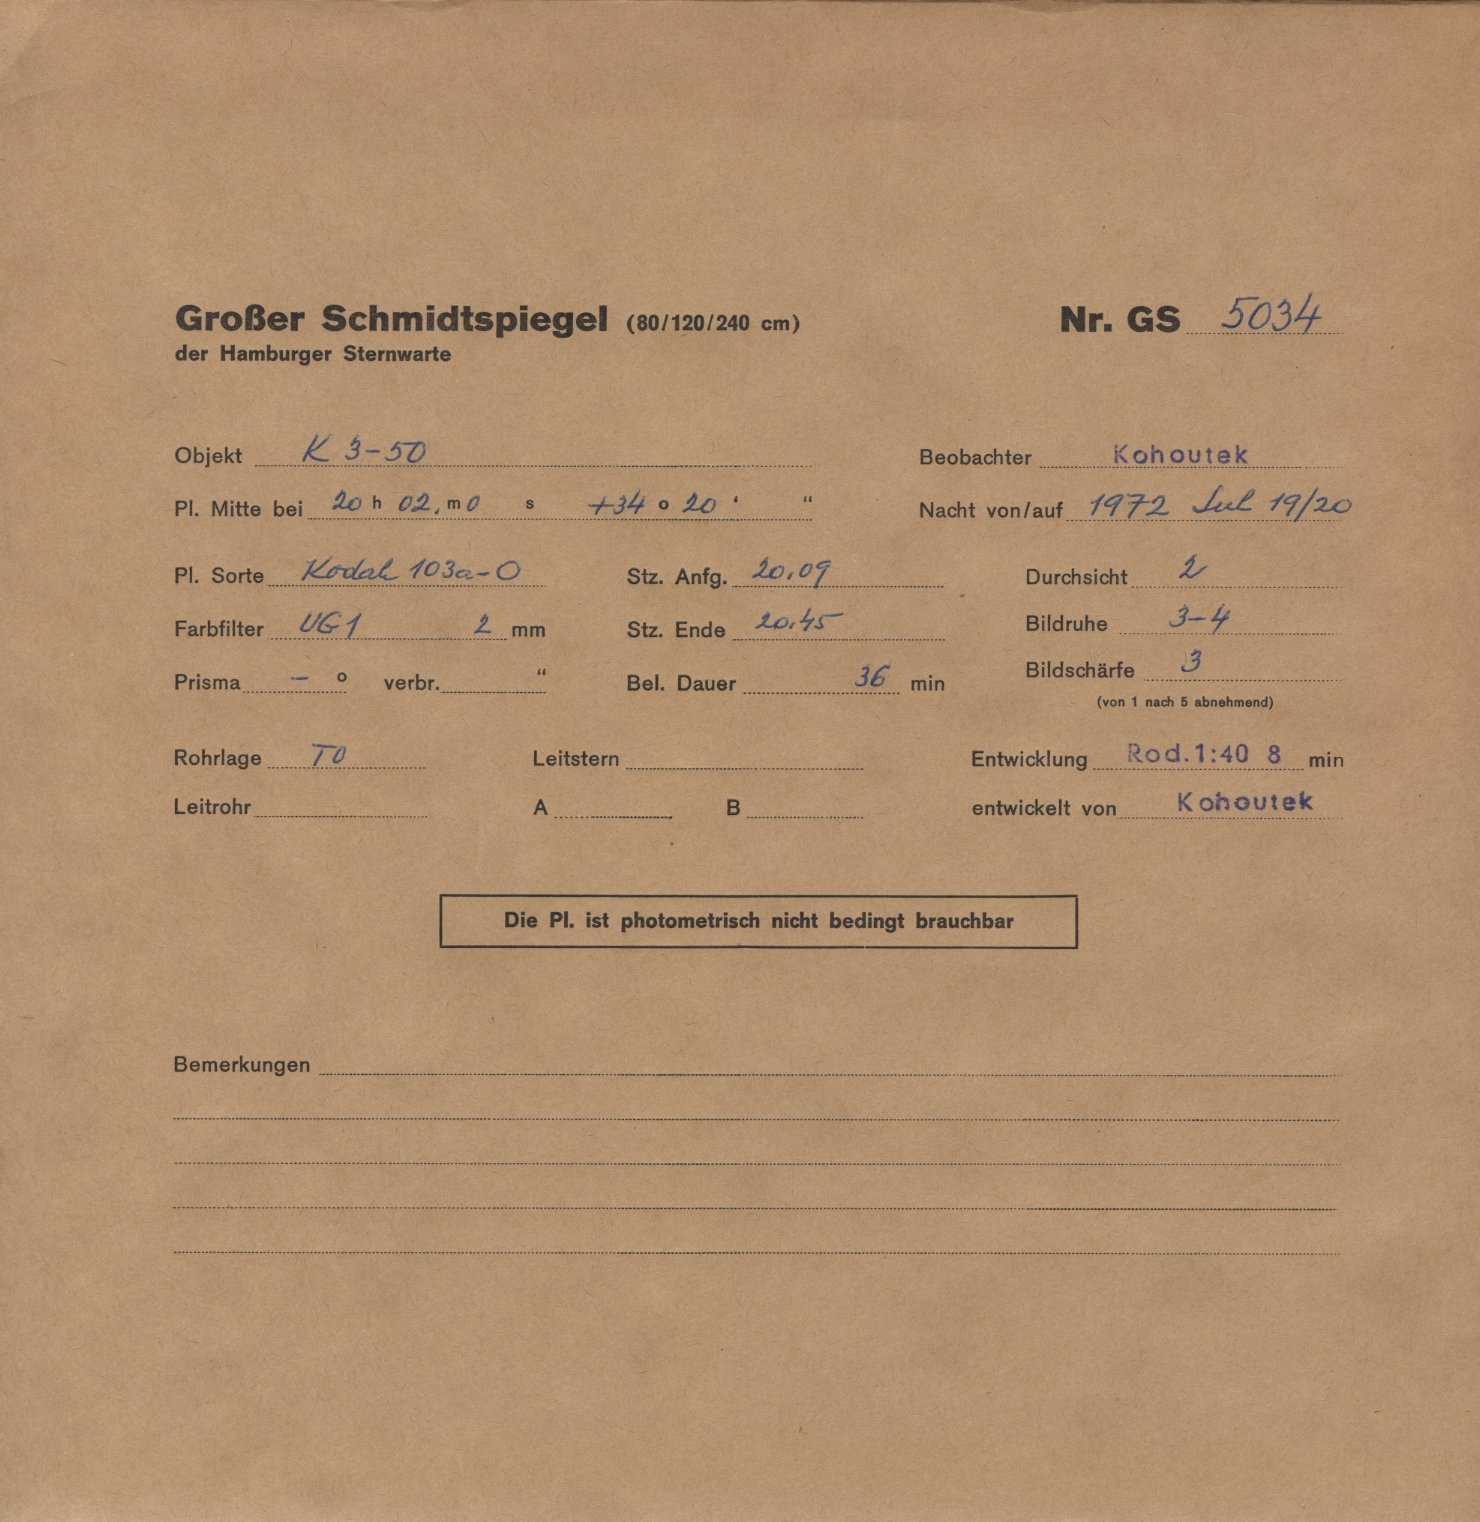 Großer Schmidtspiegel (80/120/240 cm) Nr. GS 5034
der Hamburger Sternwarte
Objekt K 3-50 Beobachter Kohoutek
Pl. Mitte bei 20 h 02, m 0 s +34 o 20 ‘ “ Nacht von/auf 1972 Jul 19/20
Pl. Sorte Kodak 103a-O Stz. Anfg. 20.09 Durchsicht 2
Farbfilter UG1 2 mm Stz. Ende 20.45 Bildruhe 3-4
Prisma – o verbr. “ Bel. Dauer 36 min Bildschärfe 3
(von 1 nach 5 abnehmend)
Rohrlage TO Leitstern Entwicklung Rod. 1:40 8 min
Leitrohr A B entwickelt von Kohoutek
Die Pl. ist photometrisch nicht bedingt brauchbar
Bemerkungen